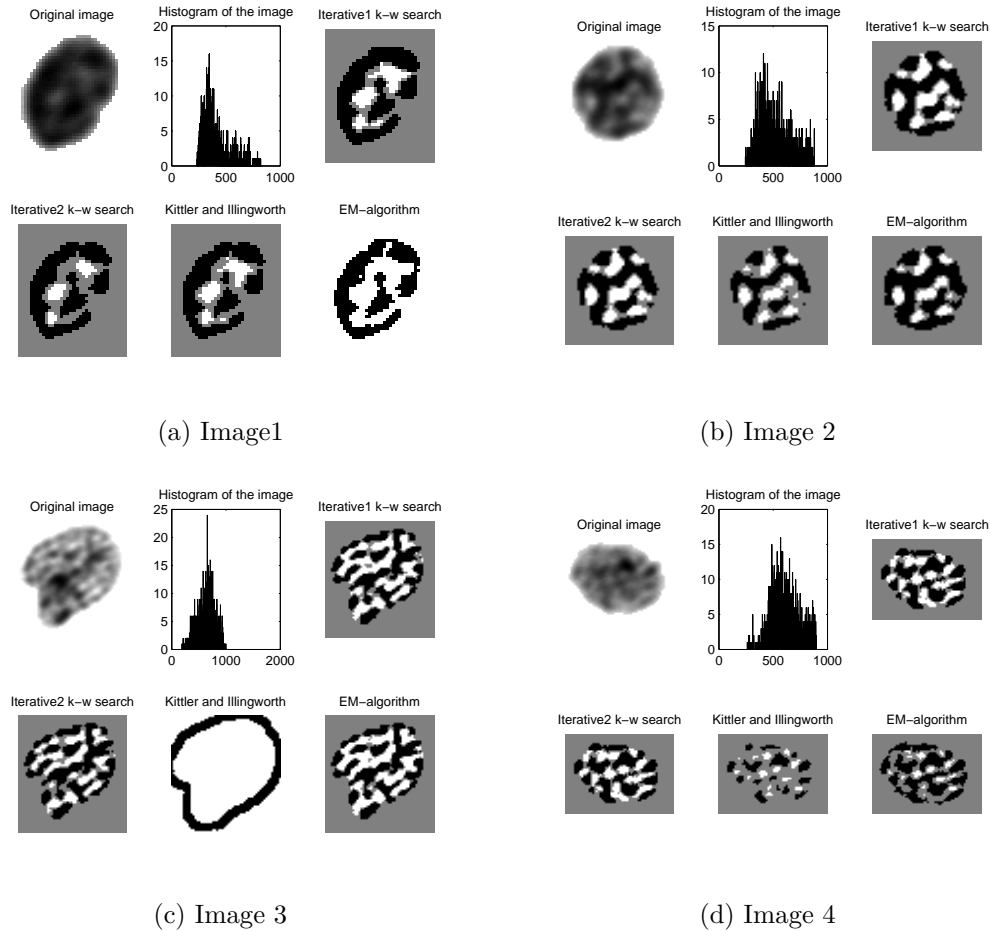 Original image
Histogram of the image
Iterative1 k-w search
20
15
10
5
0
0 500 1000
Iterative2 k-w search
Kittler and Illingworth
EM-algorithm
(a) Image1
Original image
Histogram of the image
Iterative1 k-w search
15
10
5
0
0 500 1000
Iterative2 k-w search
Kittler and Illingworth
EM-algorithm
(b) Image 2
Original image
Histogram of the image
Iterative1 k-w search
25
20
15
10
5
0
0 1000 2000
Iterative2 k-w search
Kittler and Illingworth
EM-algorithm
(c) Image 3
Original image
Histogram of the image
Iterative1 k-w search
20
15
10
5
0
0 500 1000
Iterative2 k-w search
Kittler and Illingworth
EM-algorithm
(d) Image 4